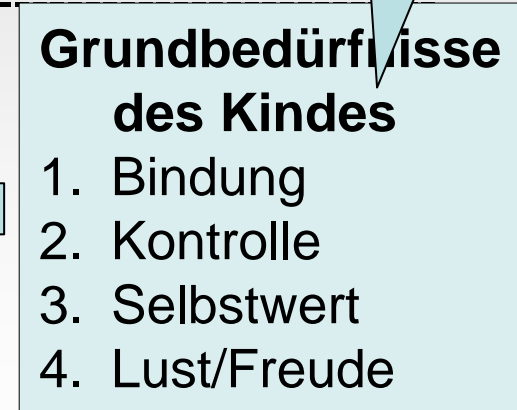 Grundbedürfnisse
des Kindes
1. Bindung
2. Kontrolle
3. Selbstwert
4. Lust/Freude